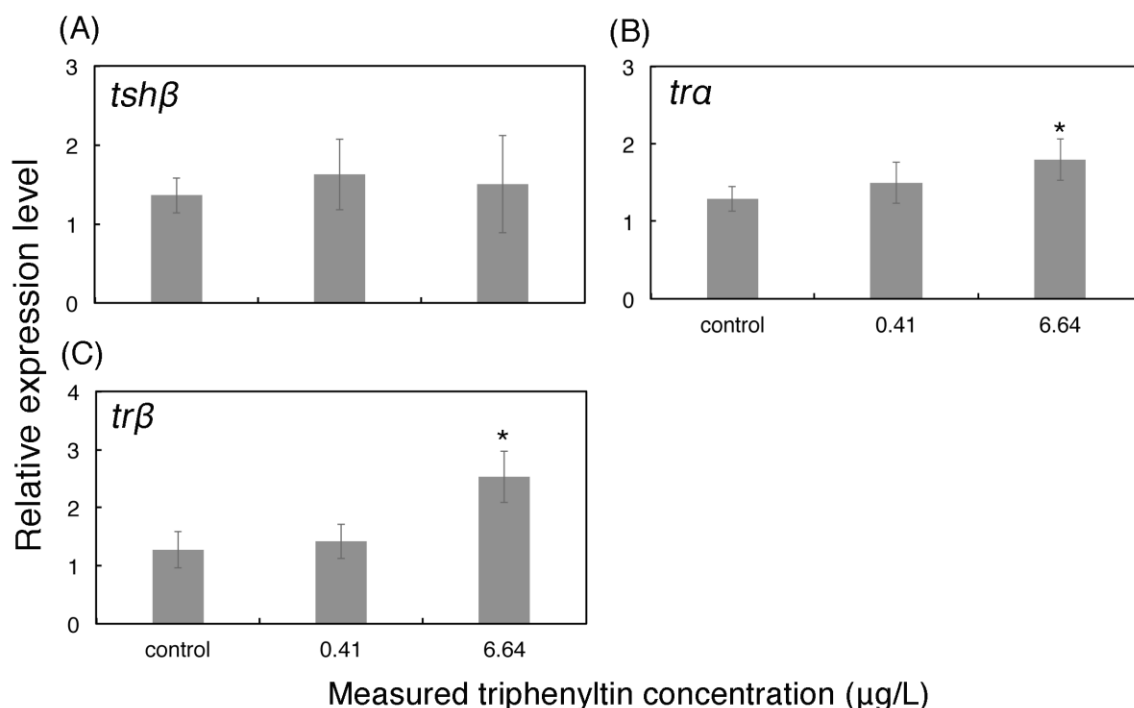 (A)
3
2
1
0
tshβ
(B)
3
2
1
0
trα
*
control 0.41 6.64
(C)
4
3
2
1
0
trβ
*
control 0.41 6.64
Relative expression level
Measured triphenyltin concentration (μg/L)